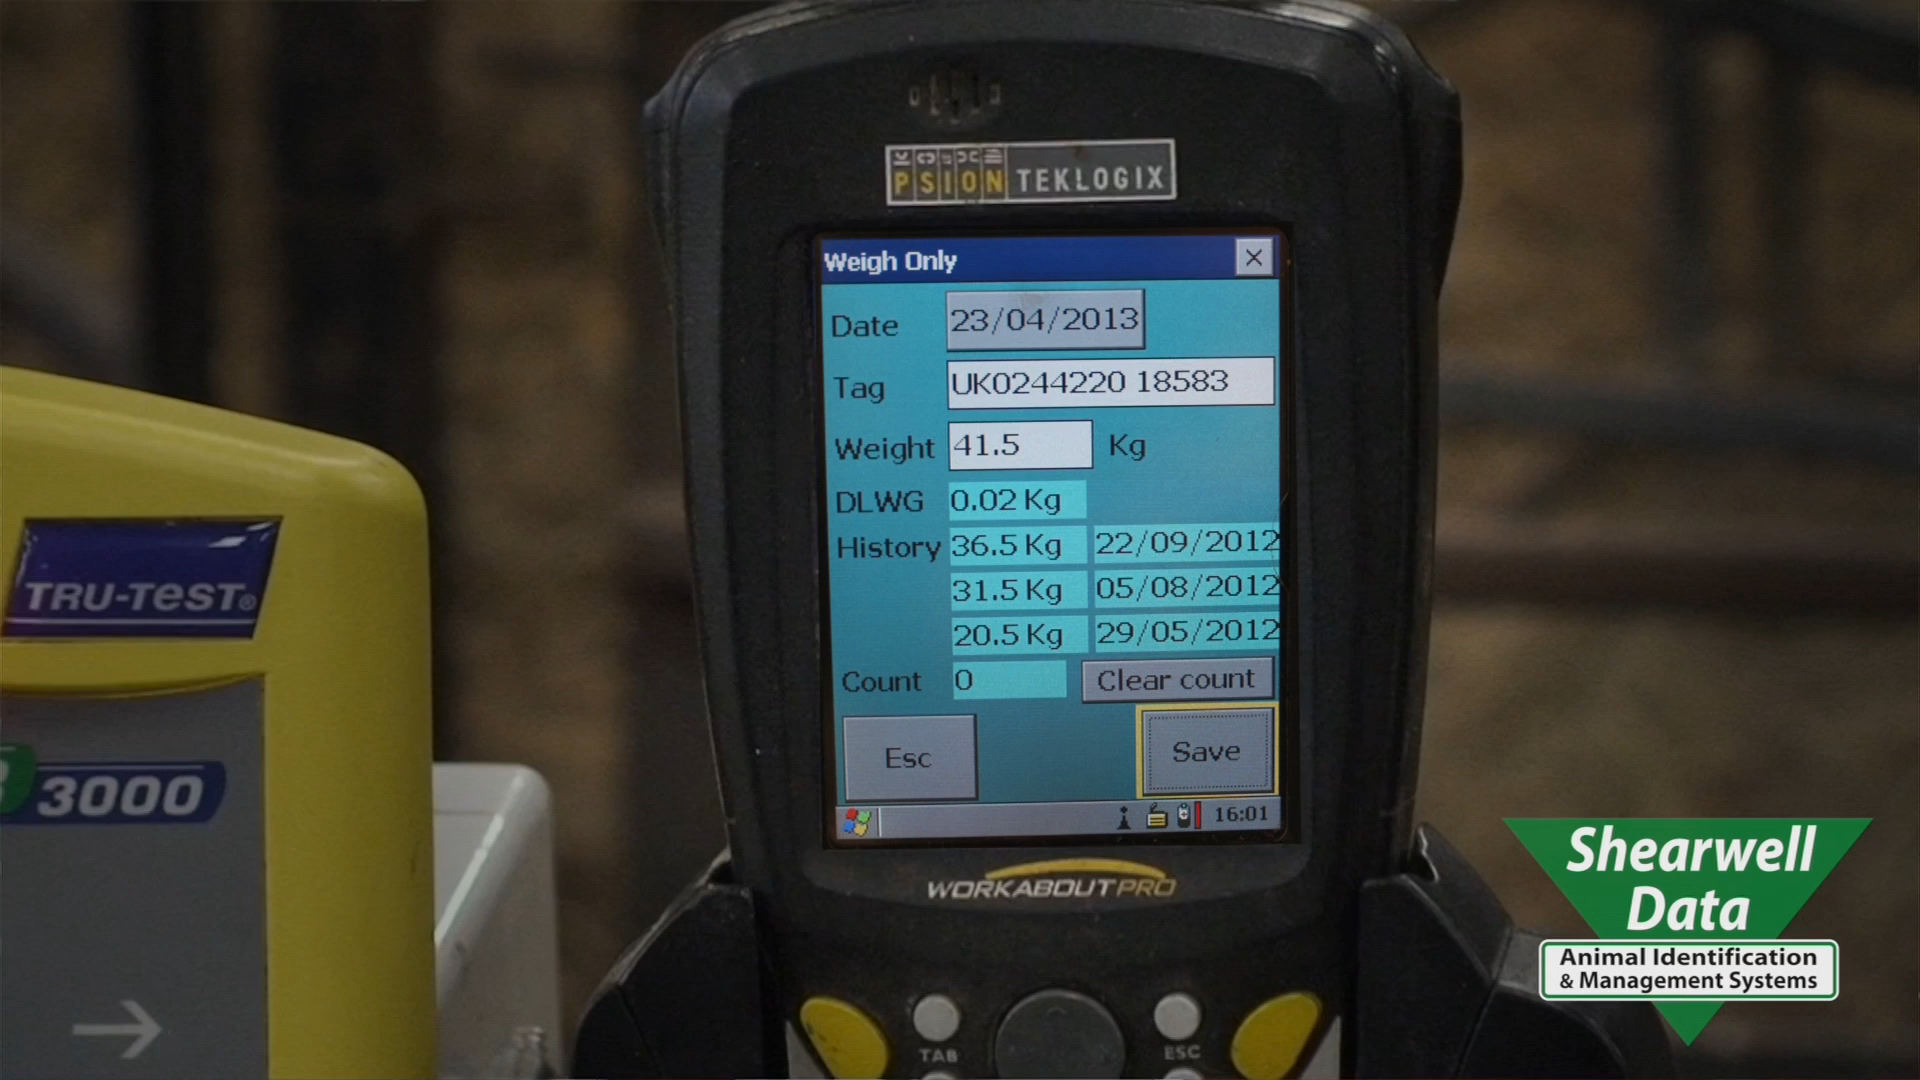 PSION TEKLOGIX
Weigh Only
Date 23/04/2013
Tag UK0244220 18583
Weight 41.5 Kg
DLWG 0.02 Kg
History 36.5 Kg 22/09/2012
31.5 Kg 05/08/2012
20.5 Kg 29/05/2012
Count 0 Clear count
Esc Save
16:01
WORKABOUT PRO
TAB ESC
TRU-TEST®
3000
Shearwell
Data
Animal Identification
& Management Systems